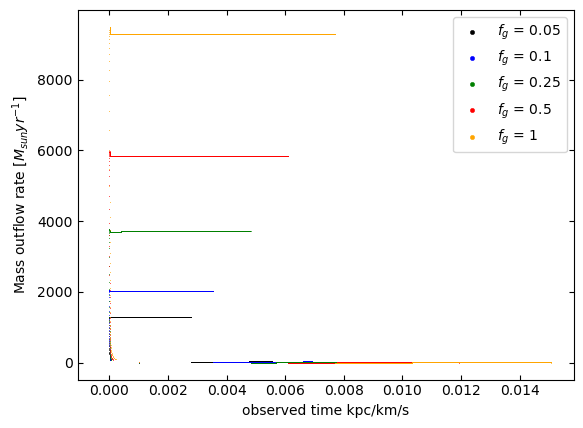 f_g = 0.05
f_g = 0.1
f_g = 0.25
f_g = 0.5
f_g = 1
Mass outflow rate [M_{sun}yr^{-1}]
8000
6000
4000
2000
0
0.000 0.002 0.004 0.006 0.008 0.010 0.012 0.014
observed time kpc/km/s